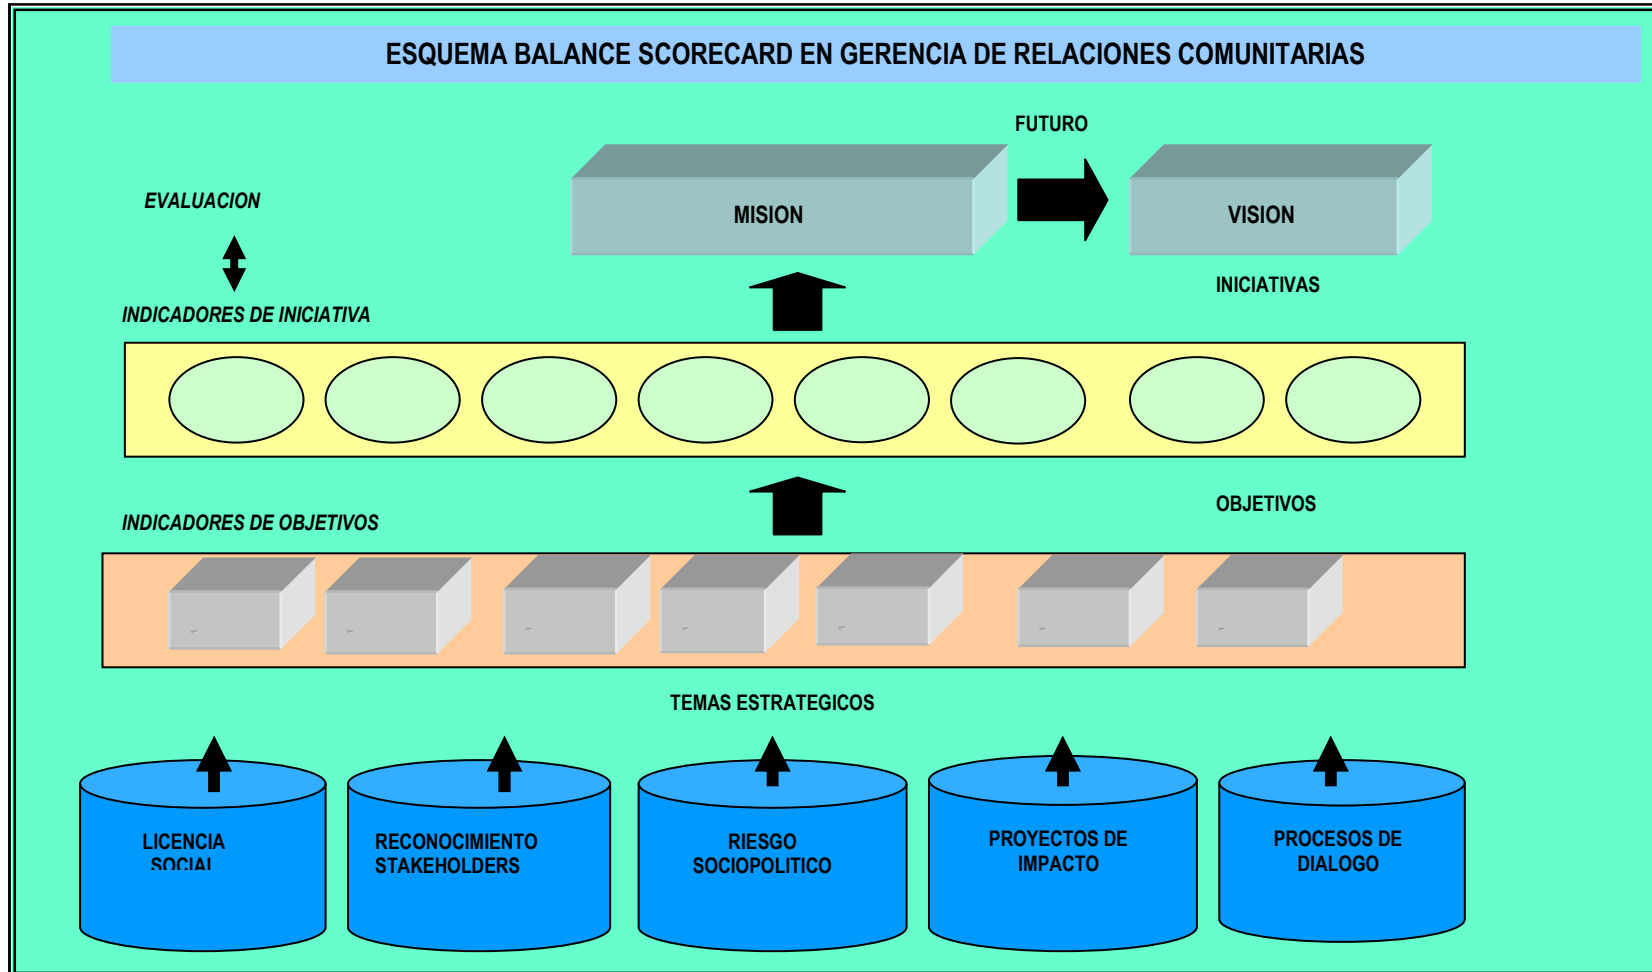 ESQUEMA BALANCE SCORECARD EN GERENCIA DE RELACIONES COMUNITARIAS
FUTURO
EVALUACION
MISION
VISION
INICIATIVAS
INDICADORES DE INICIATIVA
OBJETIVOS
INDICADORES DE OBJETIVOS
TEMAS ESTRATEGICOS
LICENCIA
SOCIAL
RECONOCIMIENTO
STAKEHOLDERS
RIESGO
SOCIOPOLITICO
PROYECTOS DE
IMPACTO
PROCESOS DE
DIALOGO